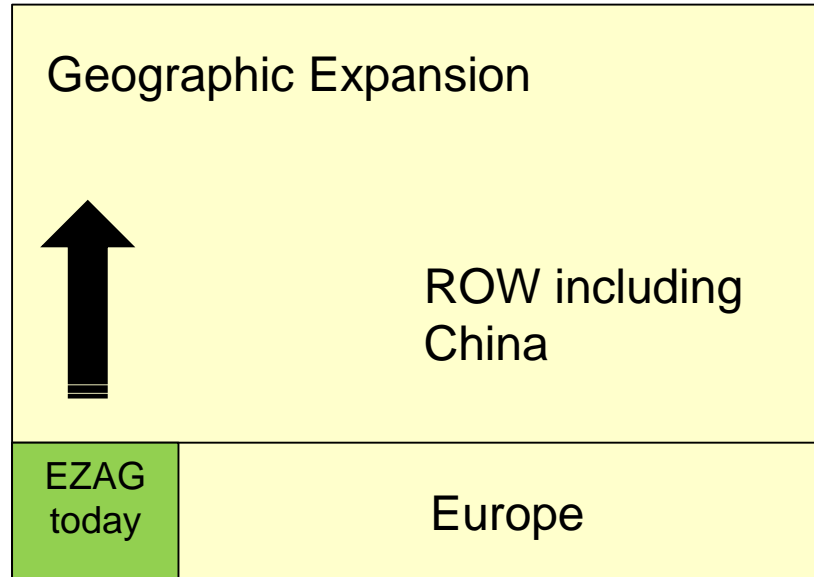 Geographic Expansion
ROW including
China
EZAG
today
Europe